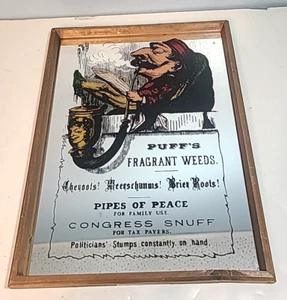 PUFF'S
FRAGRANT WEEDS.
Cheroots! Meerschaums! Brier Roots!
PIPES OF PEACE
FOR FAMILY USE.
CONGRESS SNUFF
FOR TAX PAYERS.
Politicians' Stumps constantly on hand.